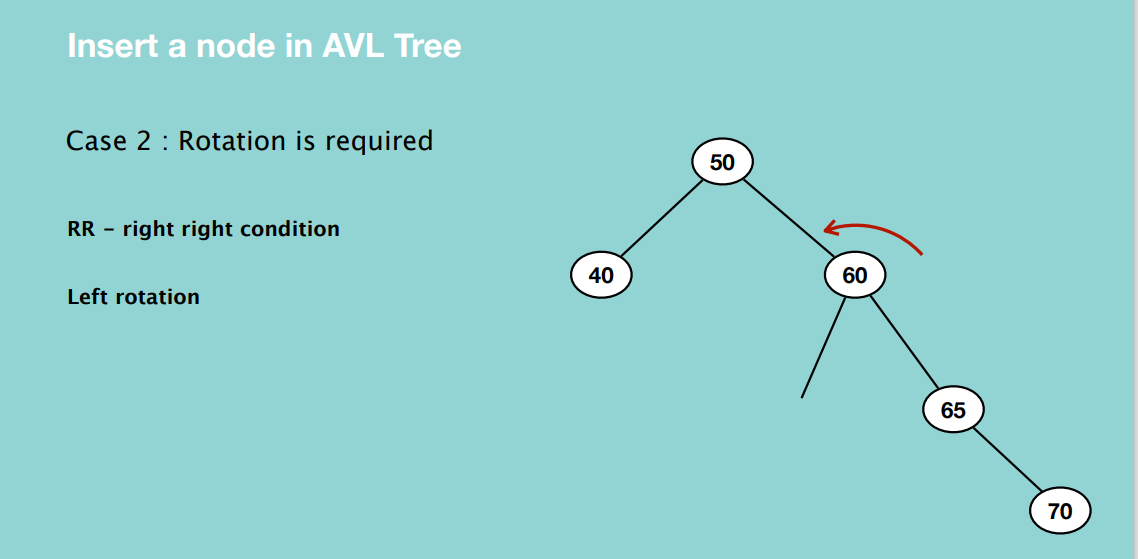 Insert a node in AVL Tree
Case 2 : Rotation is required
RR – right right condition
Left rotation
50
40
60
65
70